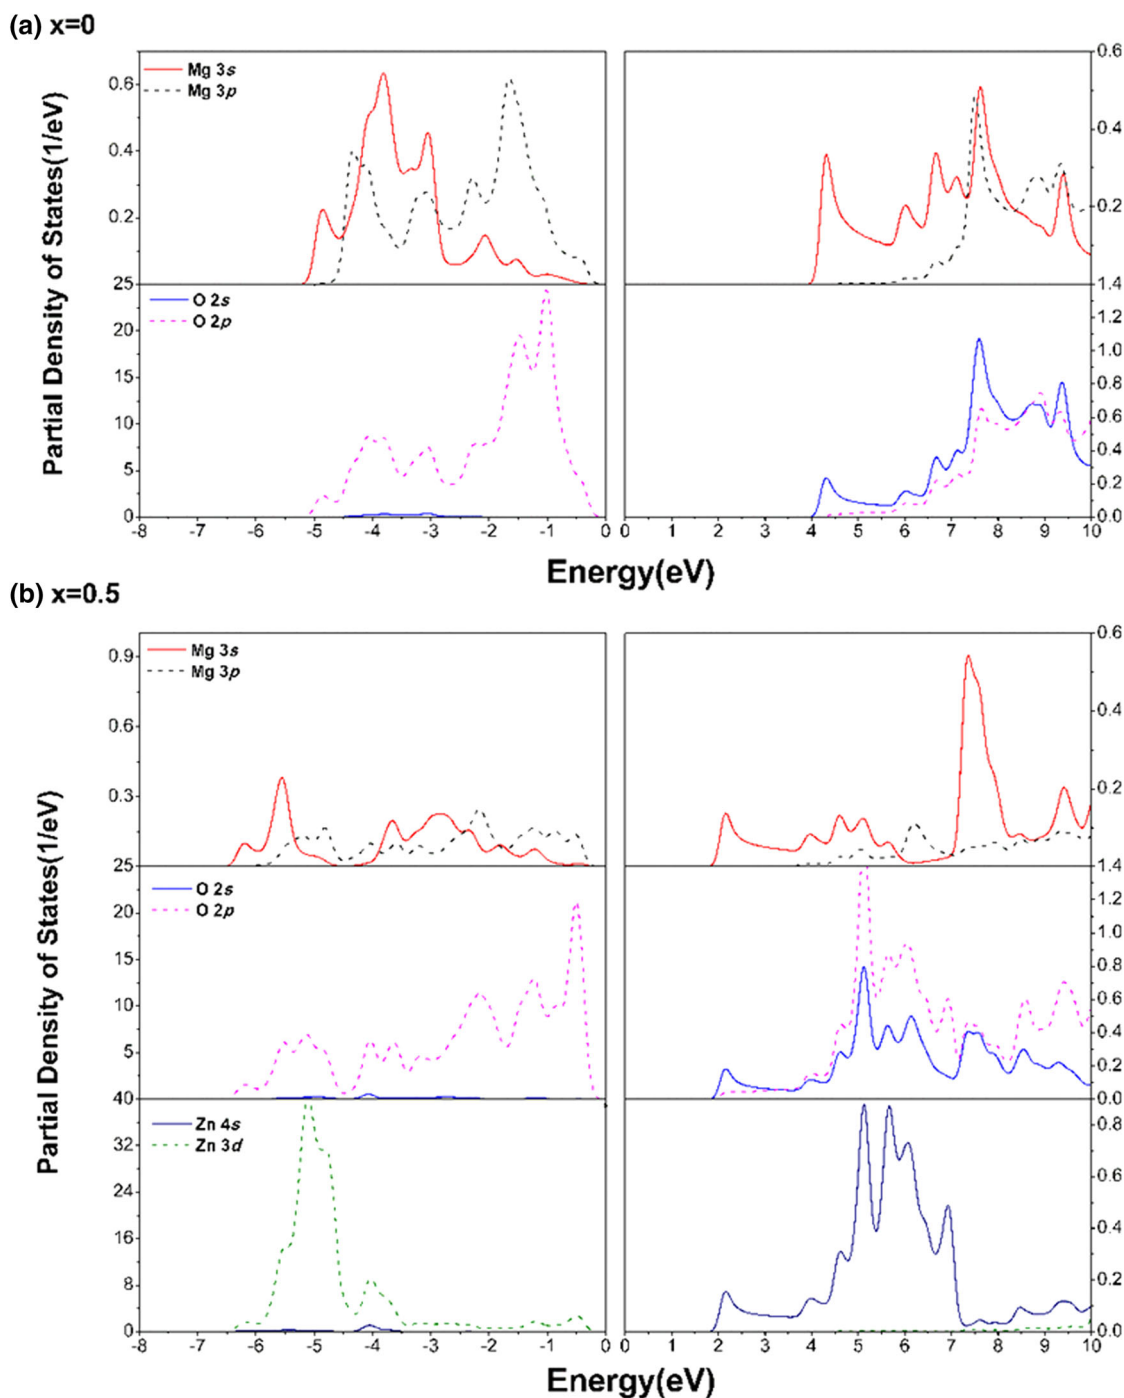 (a) x=0
Partial Density of States(1/eV)
0.6
0.4
0.2
25
Mg 3s
Mg 3p
0.6
0.4
0.2
1.4
20
15
10
5
0
O 2s
O 2p
1.2
1.0
0.8
0.6
0.4
0.2
0.0
-8 -7 -6 -5 -4 -3 -2 -1 0
0 1 2 3 4 5 6 7 8 9 10
Energy(eV)
(b) x=0.5
Partial Density of States(1/eV)
0.9
0.6
0.3
25
Mg 3s
Mg 3p
0.6
0.4
0.2
1.4
20
15
10
5
40
O 2s
O 2p
1.2
1.0
0.8
0.6
0.4
0.2
0.0
32
24
16
8
0
Zn 4s
Zn 3d
0.8
0.6
0.4
0.2
0.0
-8 -7 -6 -5 -4 -3 -2 -1 0
0 1 2 3 4 5 6 7 8 9 10
Energy(eV)